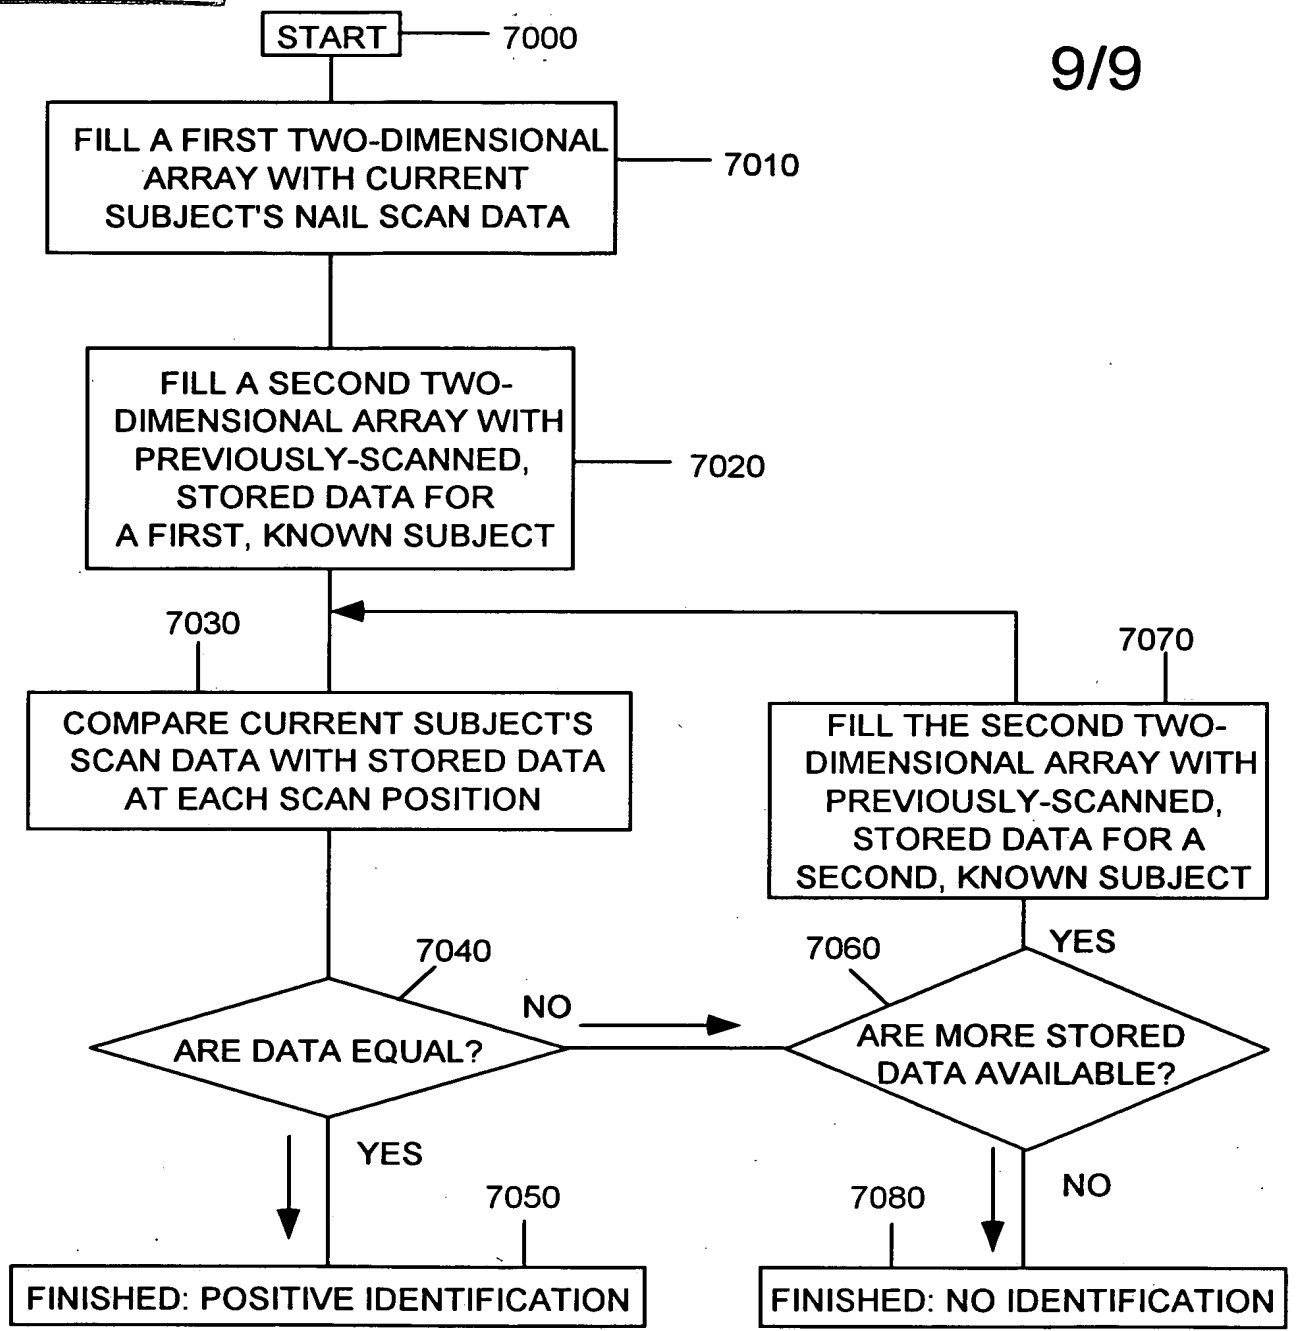 START
7000
9/9
FILL A FIRST TWO-DIMENSIONAL
ARRAY WITH CURRENT
SUBJECT'S NAIL SCAN DATA
7010
FILL A SECOND TWO-
DIMENSIONAL ARRAY WITH
PREVIOUSLY-SCANNED,
STORED DATA FOR
A FIRST, KNOWN SUBJECT
7020
7030
COMPARE CURRENT SUBJECT'S
SCAN DATA WITH STORED DATA
AT EACH SCAN POSITION
7070
FILL THE SECOND TWO-
DIMENSIONAL ARRAY WITH
PREVIOUSLY-SCANNED,
STORED DATA FOR A
SECOND, KNOWN SUBJECT
7040
ARE DATA EQUAL?
NO
7060
YES
ARE MORE STORED
DATA AVAILABLE?
YES
7050
FINISHED: POSITIVE IDENTIFICATION
NO
7080
FINISHED: NO IDENTIFICATION